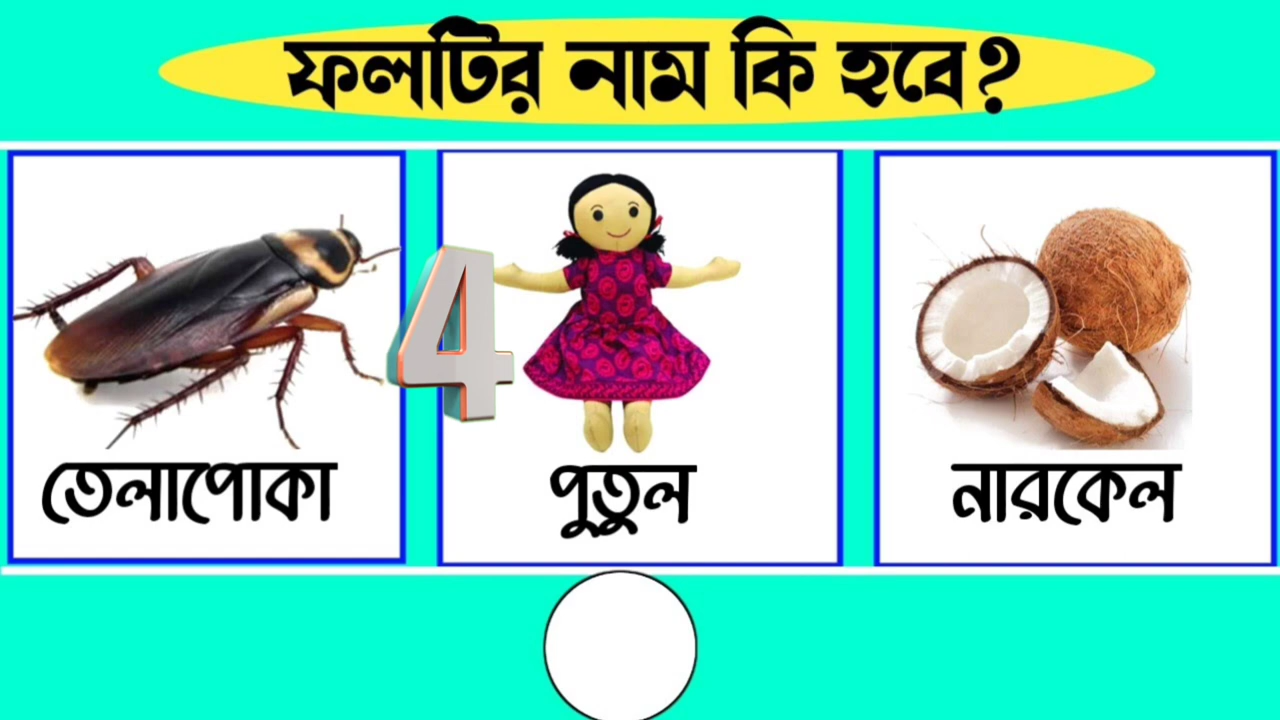 ফলটির নাম কি হবে?
4
তেলাপোকা
পুতুল
নারকেল